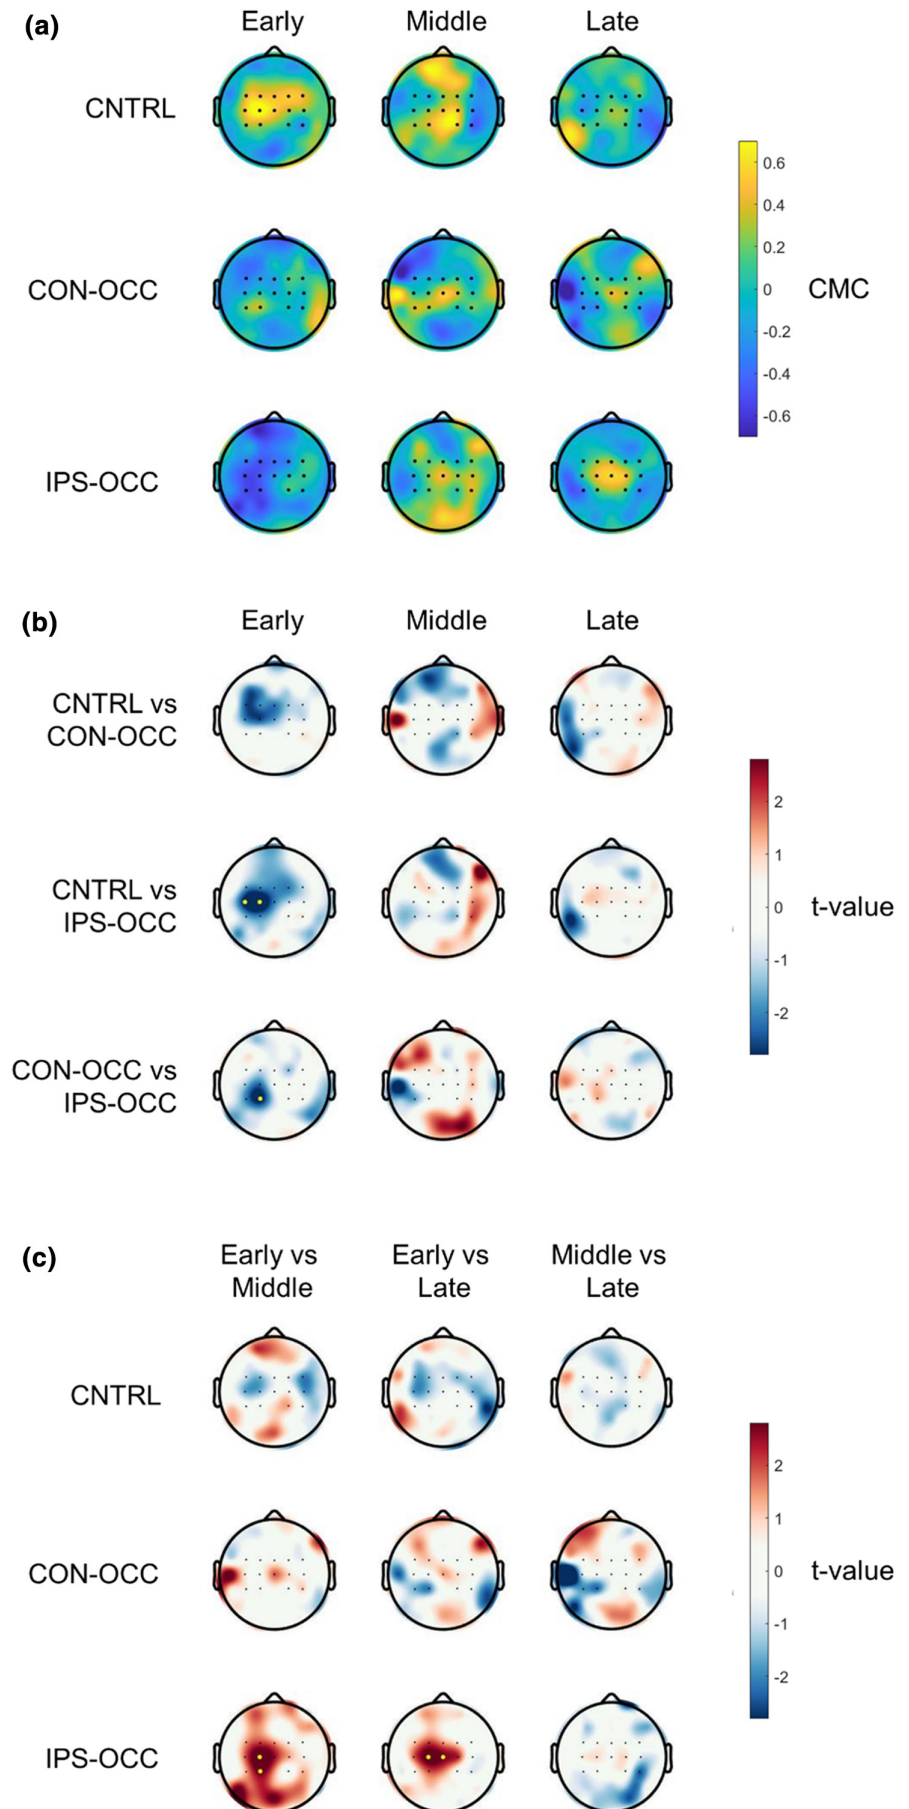 (a)
Early Middle Late
CNTRL
CON-OCC
IPS-OCC
0.6
0.4
0.2
0
-0.2
-0.4
-0.6
CMC
(b)
Early Middle Late
CNTRL vs
CON-OCC
CNTRL vs
IPS-OCC
CON-OCC vs
IPS-OCC
2
1
0
-1
-2
t-value
(c)
Early vs
Middle
Early vs
Late
Middle vs
Late
CNTRL
CON-OCC
IPS-OCC
2
1
0
-1
-2
t-value